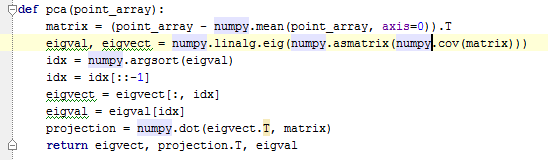 def pca(point_array):
    matrix = (point_array - numpy.mean(point_array, axis=0)).T
    eigval, eigvect = numpy.linalg.eig(numpy.asmatrix(numpy.cov(matrix)))
    idx = numpy.argsort(eigval)
    idx = idx[::-1]
    eigvect = eigvect[:, idx]
    eigval = eigval[idx]
    projection = numpy.dot(eigvect.T, matrix)
    return eigvect, projection.T, eigval